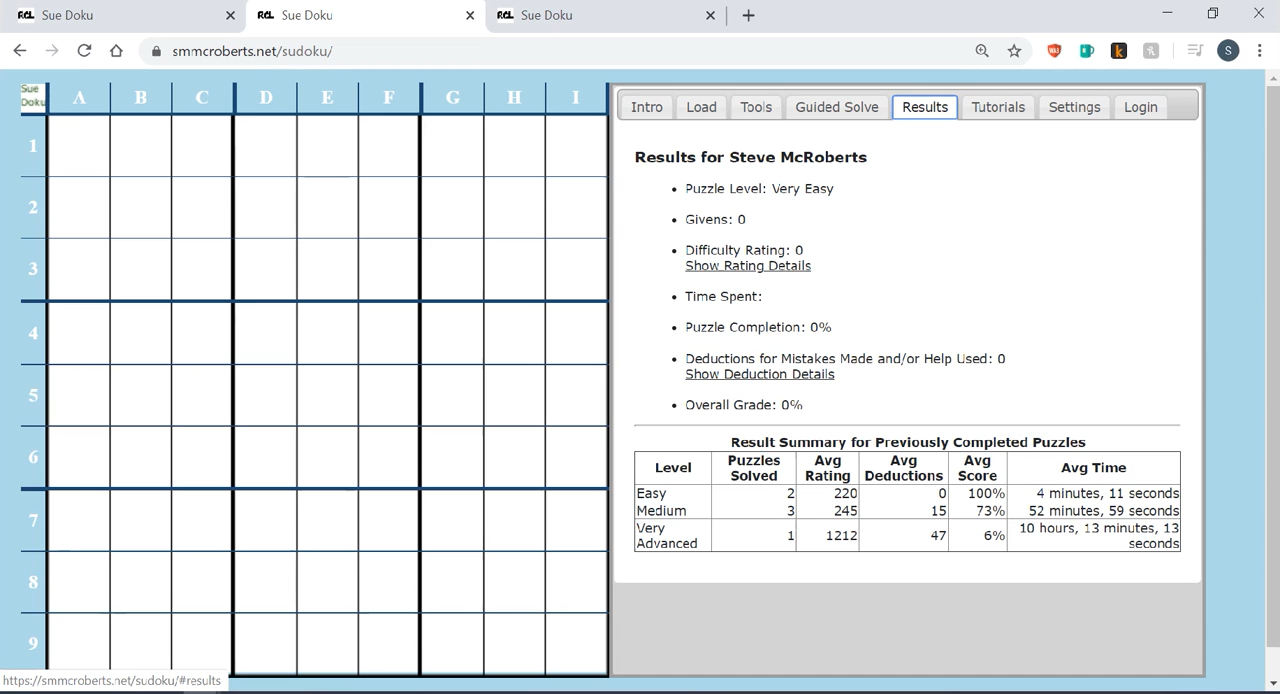 RCL Sue Doku
RCL Sue Doku
RCL Sue Doku
smmcroberts.net/sudoku/
S
Sue
Doku
A B C D E F G H I
1
2
3
4
5
6
7
8
9
Intro Load Tools Guided Solve Results Tutorials Settings Login
Results for Steve McRoberts
• Puzzle Level: Very Easy
• Givens: 0
• Difficulty Rating: 0
Show Rating Details
• Time Spent:
• Puzzle Completion: 0%
• Deductions for Mistakes Made and/or Help Used: 0
Show Deduction Details
• Overall Grade: 0%
Result Summary for Previously Completed Puzzles
Level Puzzles Solved Avg Rating Avg Deductions Avg Score Avg Time
Easy 2 220 0 100% 4 minutes, 11 seconds
Medium 3 245 15 73% 52 minutes, 59 seconds
Very Advanced 1 1212 47 6% 10 hours, 13 minutes, 13 seconds
https://smmcroberts.net/sudoku/#results